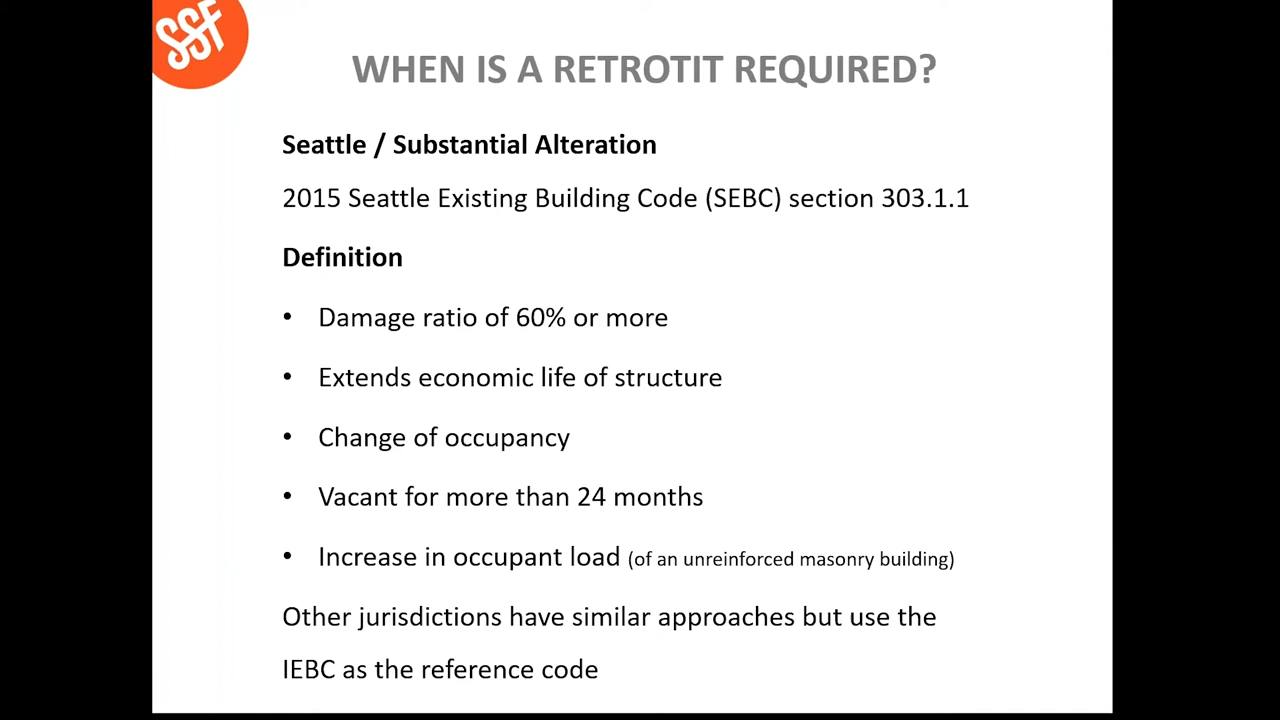 SSF
WHEN IS A RETROTIT REQUIRED?
Seattle / Substantial Alteration
2015 Seattle Existing Building Code (SEBC) section 303.1.1
Definition
• Damage ratio of 60% or more
• Extends economic life of structure
• Change of occupancy
• Vacant for more than 24 months
• Increase in occupant load (of an unreinforced masonry building)
Other jurisdictions have similar approaches but use the
IEBC as the reference code